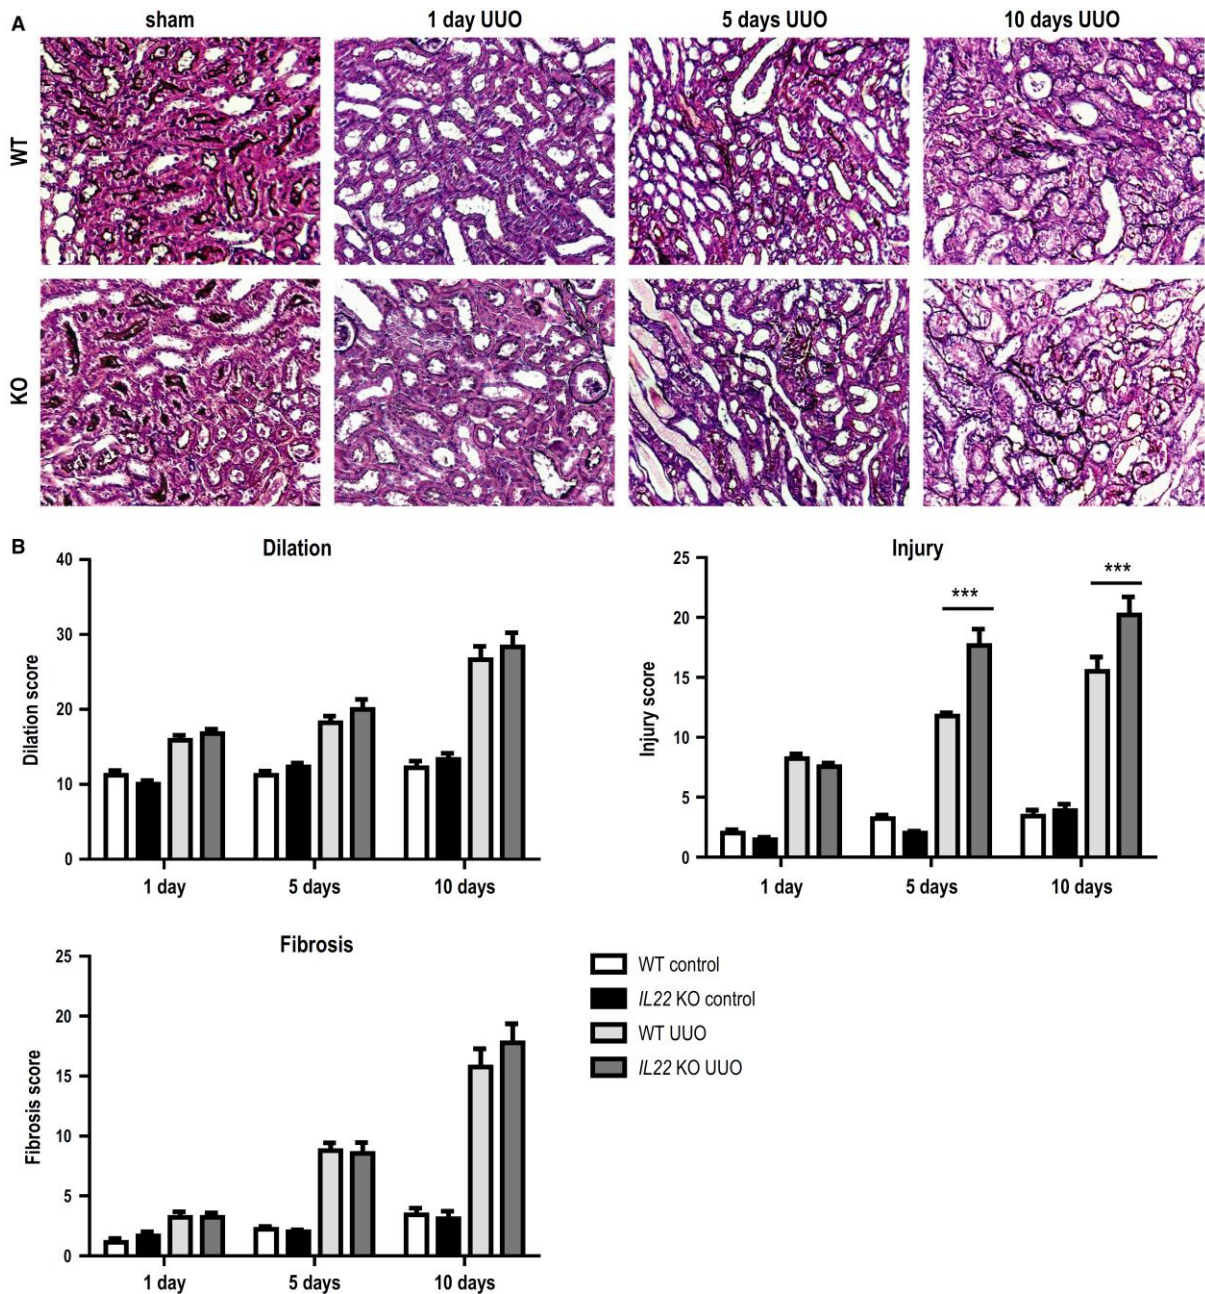 A
sham
1 day UUO
5 days UUO
10 days UUO
WT
KO
B
Dilation
40
30
20
10
0
Dilation score
1 day
5 days
10 days
Injury
25
20
15
10
5
0
Injury score
***
***
1 day
5 days
10 days
Fibrosis
25
20
15
10
5
0
Fibrosis score
1 day
5 days
10 days
WT control
IL22 KO control
WT UUO
IL22 KO UUO